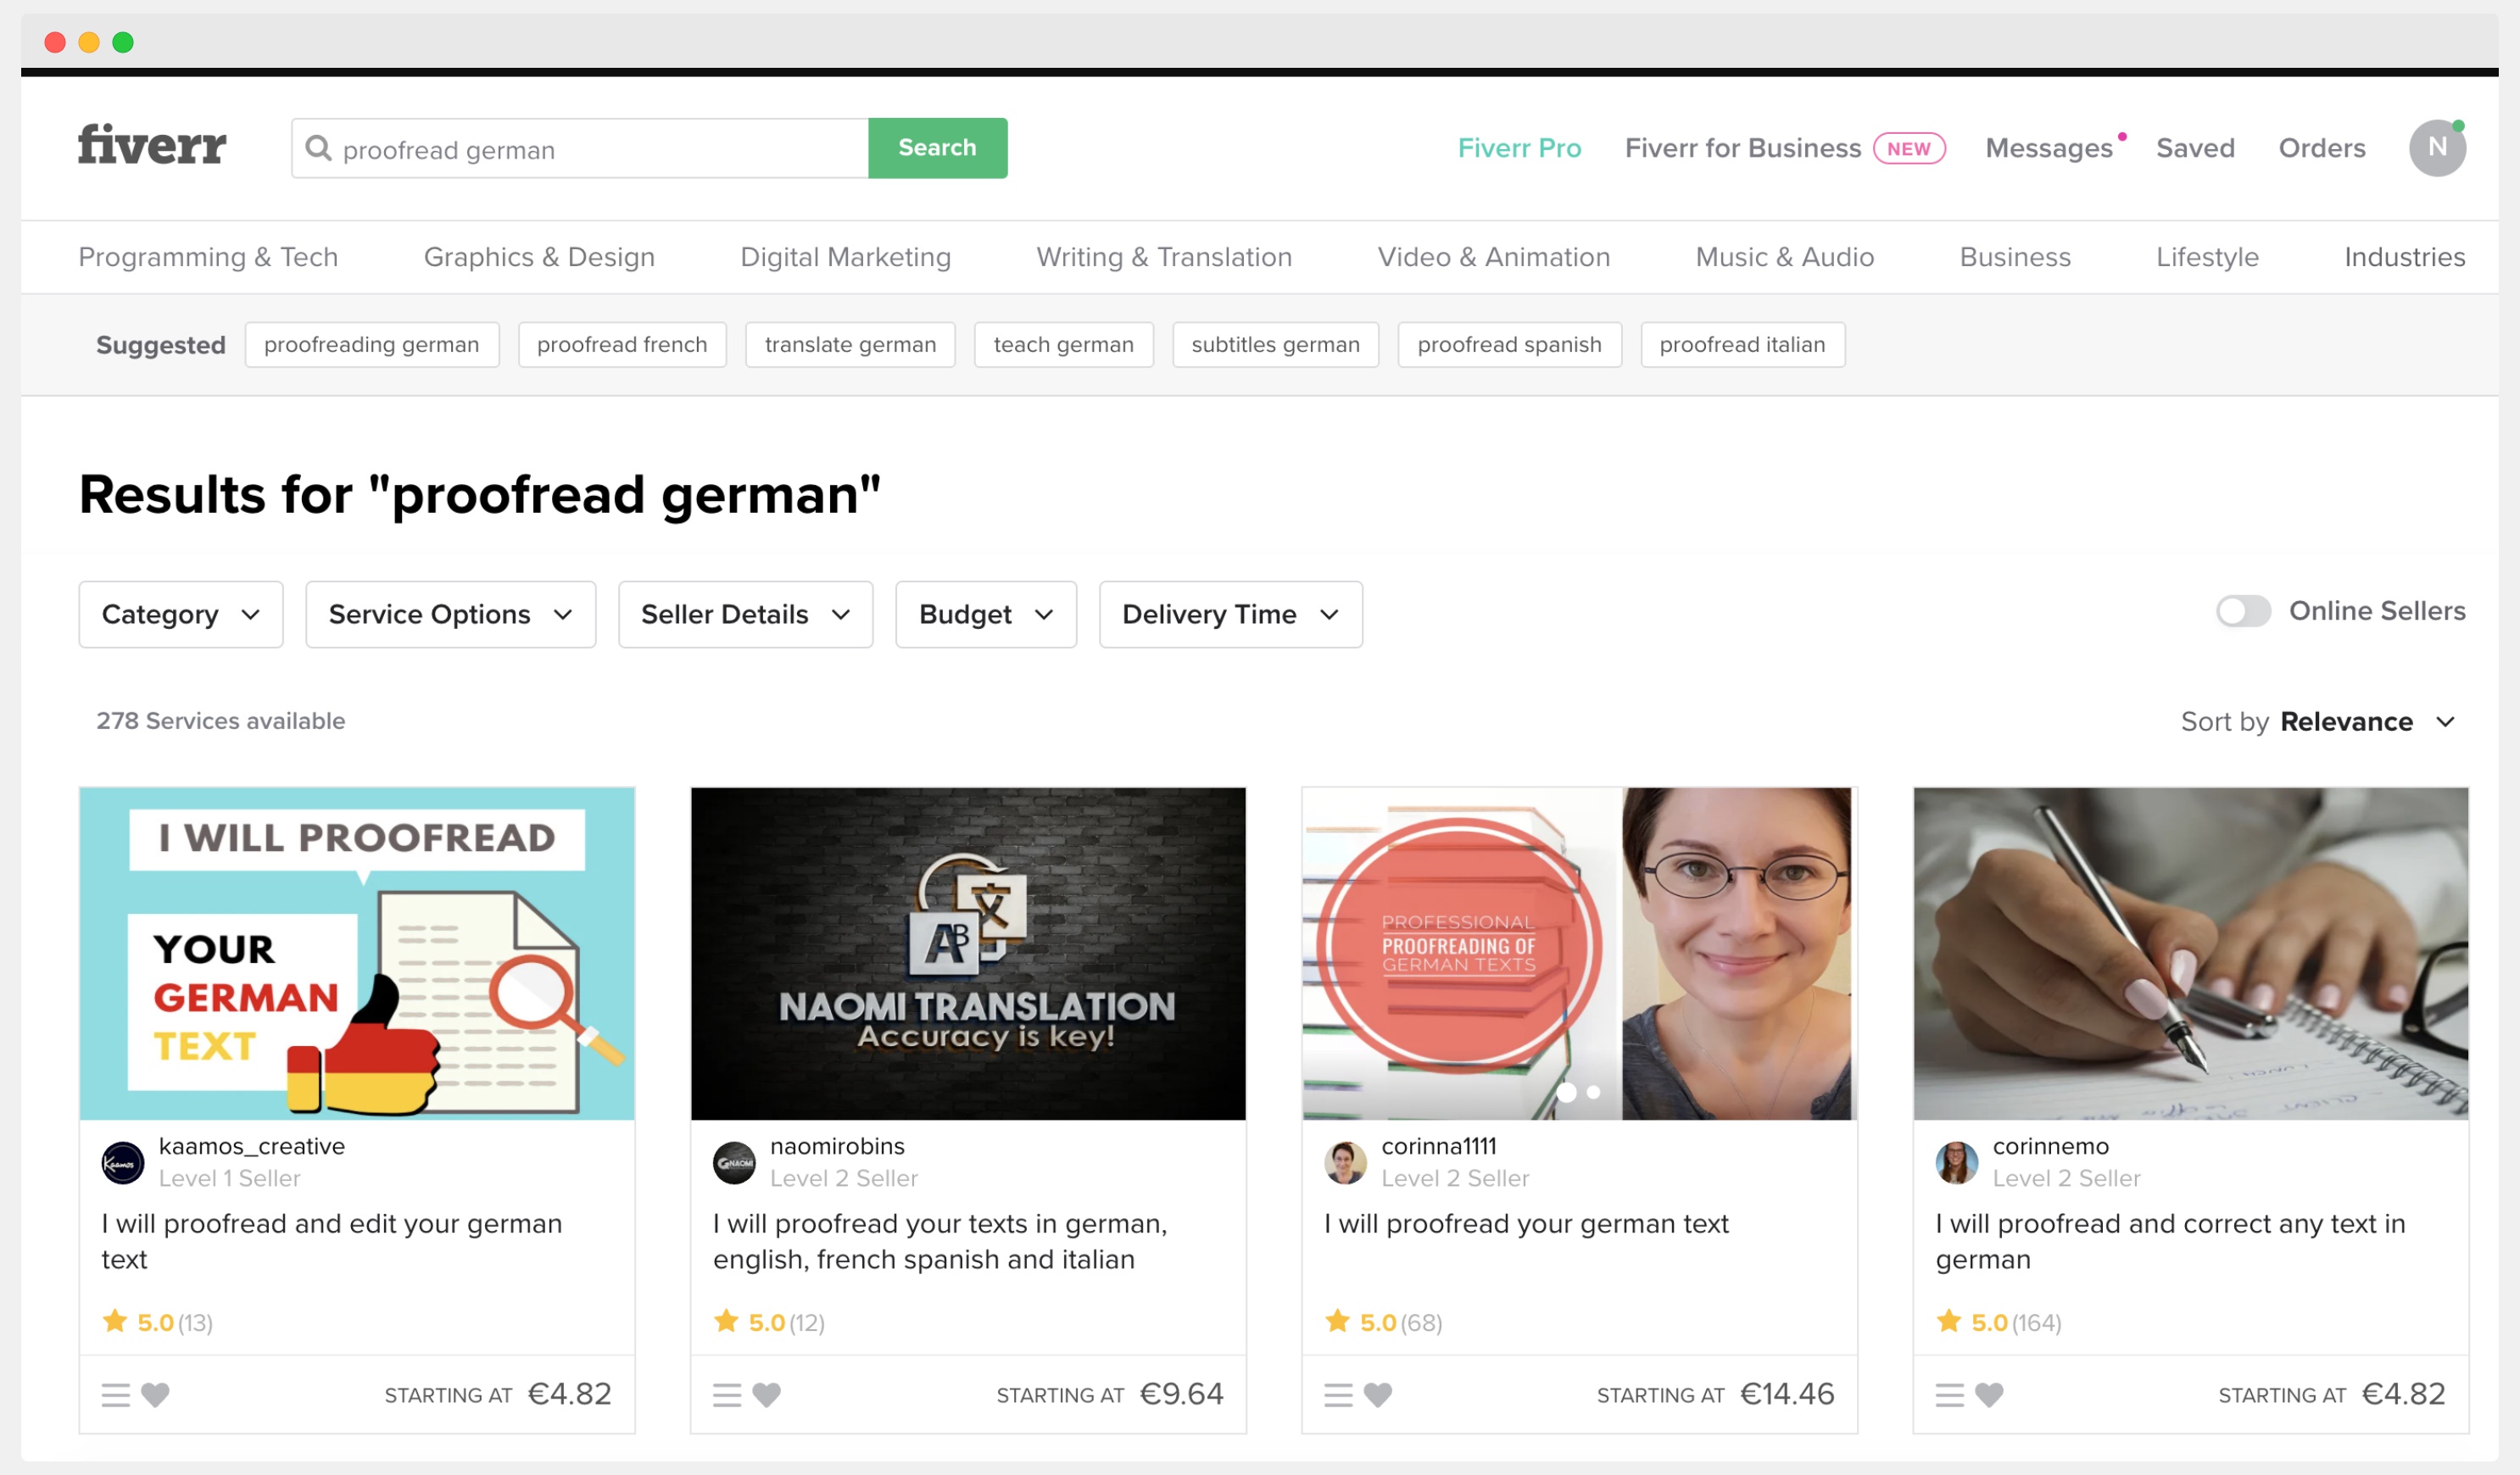 fiverr
proofread german
Search
Fiverr Pro
Fiverr for Business NEW
Messages
Saved
Orders
N
Programming & Tech
Graphics & Design
Digital Marketing
Writing & Translation
Video & Animation
Music & Audio
Business
Lifestyle
Industries
Suggested
proofreading german
proofread french
translate german
teach german
subtitles german
proofread spanish
proofread italian
Results for "proofread german"
Category
Service Options
Seller Details
Budget
Delivery Time
Online Sellers
278 Services available
Sort by Relevance
I WILL PROOFREAD
YOUR
GERMAN
TEXT
Kaamos
kaamos_creative
Level 1 Seller
I will proofread and edit your german
text
5.0 (13)
STARTING AT €4.82
文
AB
NAOMI TRANSLATION
Accuracy is key!
naomirobins
Level 2 Seller
I will proofread your texts in german,
english, french spanish and italian
5.0 (12)
STARTING AT €9.64
PROFESSIONAL
PROOFREADING OF
GERMAN TEXTS
corinna1111
Level 2 Seller
I will proofread your german text
5.0 (68)
STARTING AT €14.46
corinnemo
Level 2 Seller
I will proofread and correct any text in
german
5.0 (164)
STARTING AT €4.82